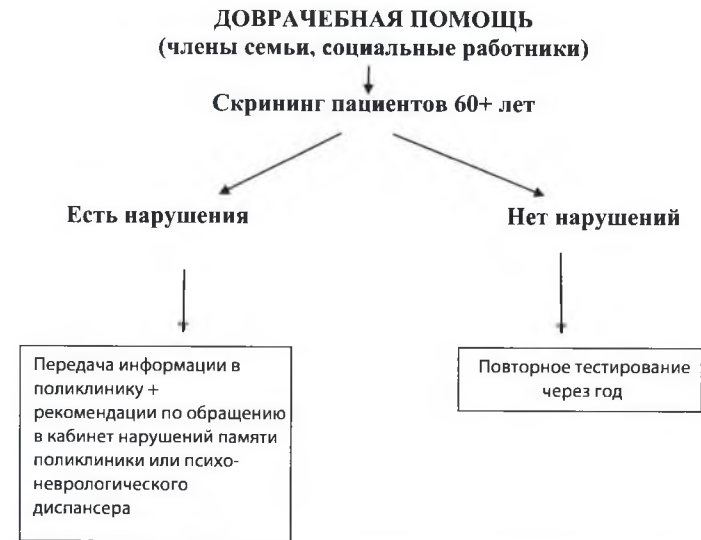 ДОВРАЧЕБНАЯ ПОМОЩЬ
(члены семьи, социальные работники)
Скрининг пациентов 60+ лет
Есть нарушения
Нет нарушений
Передача информации в
поликлинику +
рекомендации по обращению
в кабинет нарушений памяти
поликлиники или психо-
неврологического
диспансера
Повторное тестирование
через год